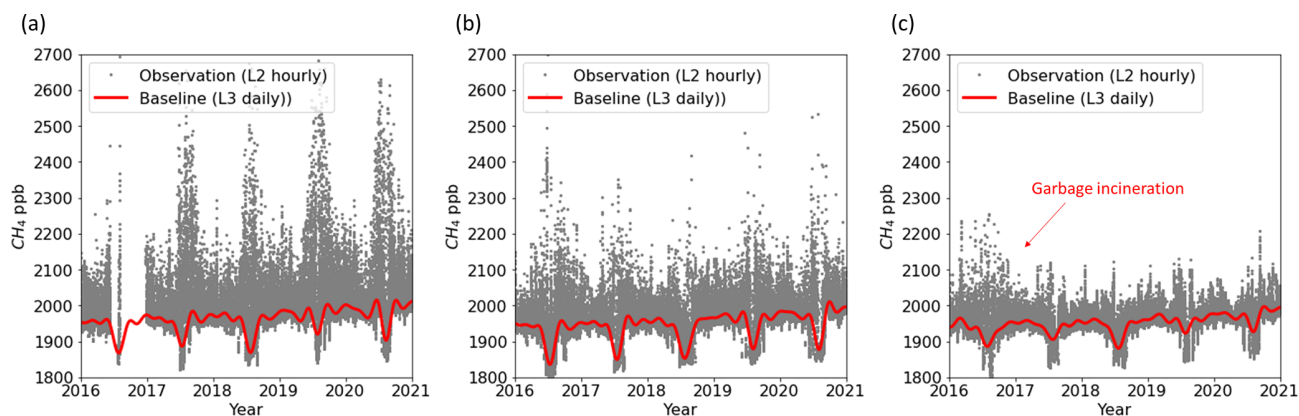 (a)
2700
2600
2500
2400
2300
2200
2100
2000
1900
1800
CH4 ppb
Observation (L2 hourly)
Baseline (L3 daily))
2016 2017 2018 2019 2020 2021
Year
(b)
2700
2600
2500
2400
2300
2200
2100
2000
1900
1800
CH4 ppb
Observation (L2 hourly)
Baseline (L3 daily))
2016 2017 2018 2019 2020 2021
Year
(c)
2700
2600
2500
2400
2300
2200
2100
2000
1900
1800
CH4 ppb
Observation (L2 hourly)
Baseline (L3 daily)
Garbage incineration
2016 2017 2018 2019 2020 2021
Year